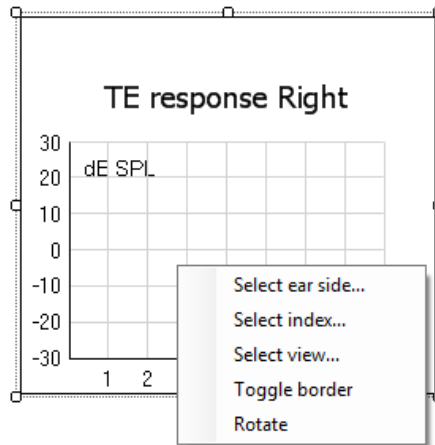 TE response Right
30
dE SPL
20
10
0
-10
-20
-30
1 2
Select ear side...
Select index...
Select view...
Toggle border
Rotate